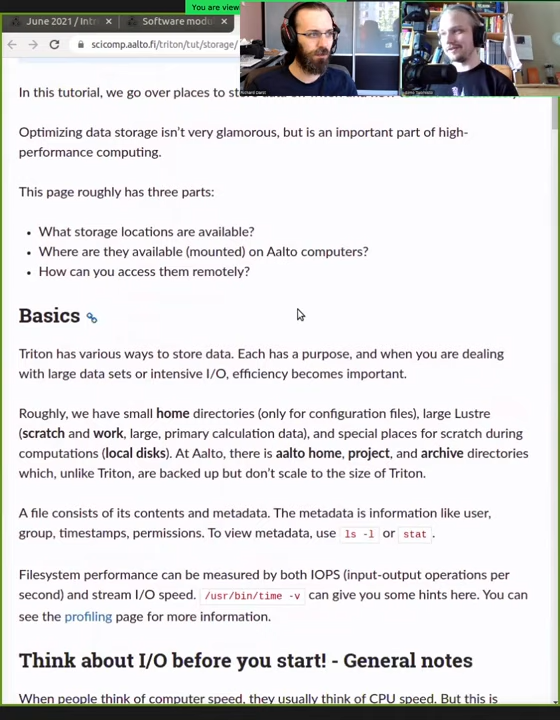 You are view
June 2021 / Intr
Software modu
scicomp.aalto.fi/triton/tut/storage/
In this tutorial, we go over places to
Optimizing data storage isn't very glamorous, but is an important part of high-
performance computing.
This page roughly has three parts:
• What storage locations are available?
• Where are they available (mounted) on Aalto computers?
• How can you access them remotely?
Basics
Triton has various ways to store data. Each has a purpose, and when you are dealing
with large data sets or intensive I/O, efficiency becomes important.
Roughly, we have small home directories (only for configuration files), large Lustre
(scratch and work, large, primary calculation data), and special places for scratch during
computations (local disks). At Aalto, there is aalto home, project, and archive directories
which, unlike Triton, are backed up but don't scale to the size of Triton.
A file consists of its contents and metadata. The metadata is information like user,
group, timestamps, permissions. To view metadata, use ls -l or stat.
Filesystem performance can be measured by both IOPS (input-output operations per
second) and stream I/O speed. /usr/bin/time -v can give you some hints here. You can
see the profiling page for more information.
Think about I/O before you start! - General notes
When people think of computer speed, they usually think of CPU speed. But this is